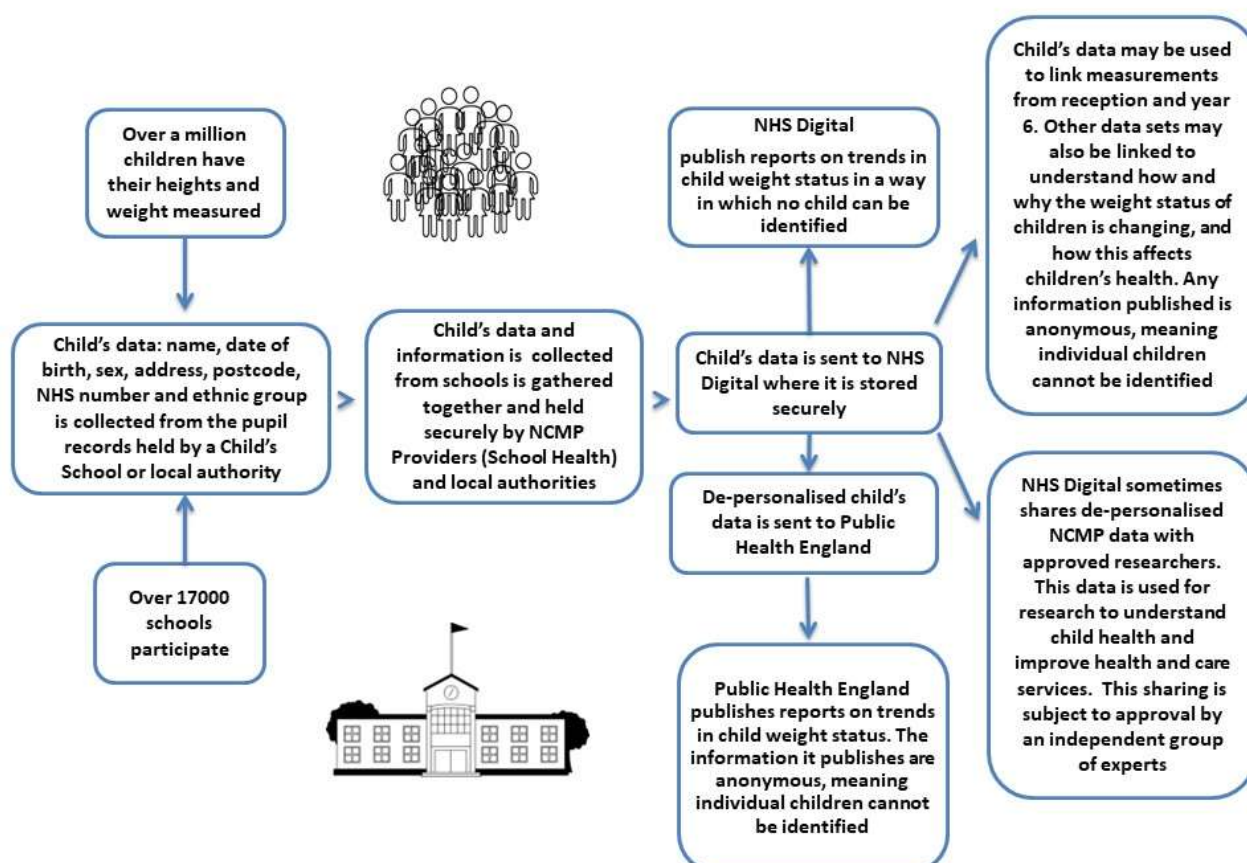 Over a million
children have
their heights and
weight measured
Child's data: name, date of
birth, sex, address, postcode,
NHS number and ethnic group
is collected from the pupil
records held by a Child's
School or local authority
Over 17000
schools
participate
Child's data and
information is collected
from schools is gathered
together and held
securely by NCMP
Providers (School Health)
and local authorities
NHS Digital
publish reports on trends in
child weight status in a way
in which no child can be
identified
Child's data is sent to NHS
Digital where it is stored
securely
De-personalised child's
data is sent to Public
Health England
Public Health England
publishes reports on trends
in child weight status. The
information it publishes are
anonymous, meaning
individual children cannot
be identified
Child's data may be used
to link measurements
from reception and year
6. Other data sets may
also be linked to
understand how and
why the weight status of
children is changing, and
how this affects
children's health. Any
information published is
anonymous, meaning
individual children
cannot be identified
NHS Digital sometimes
shares de-personalised
NCMP data with
approved researchers.
This data is used for
research to understand
child health and
improve health and care
services. This sharing is
subject to approval by
an independent group
of experts